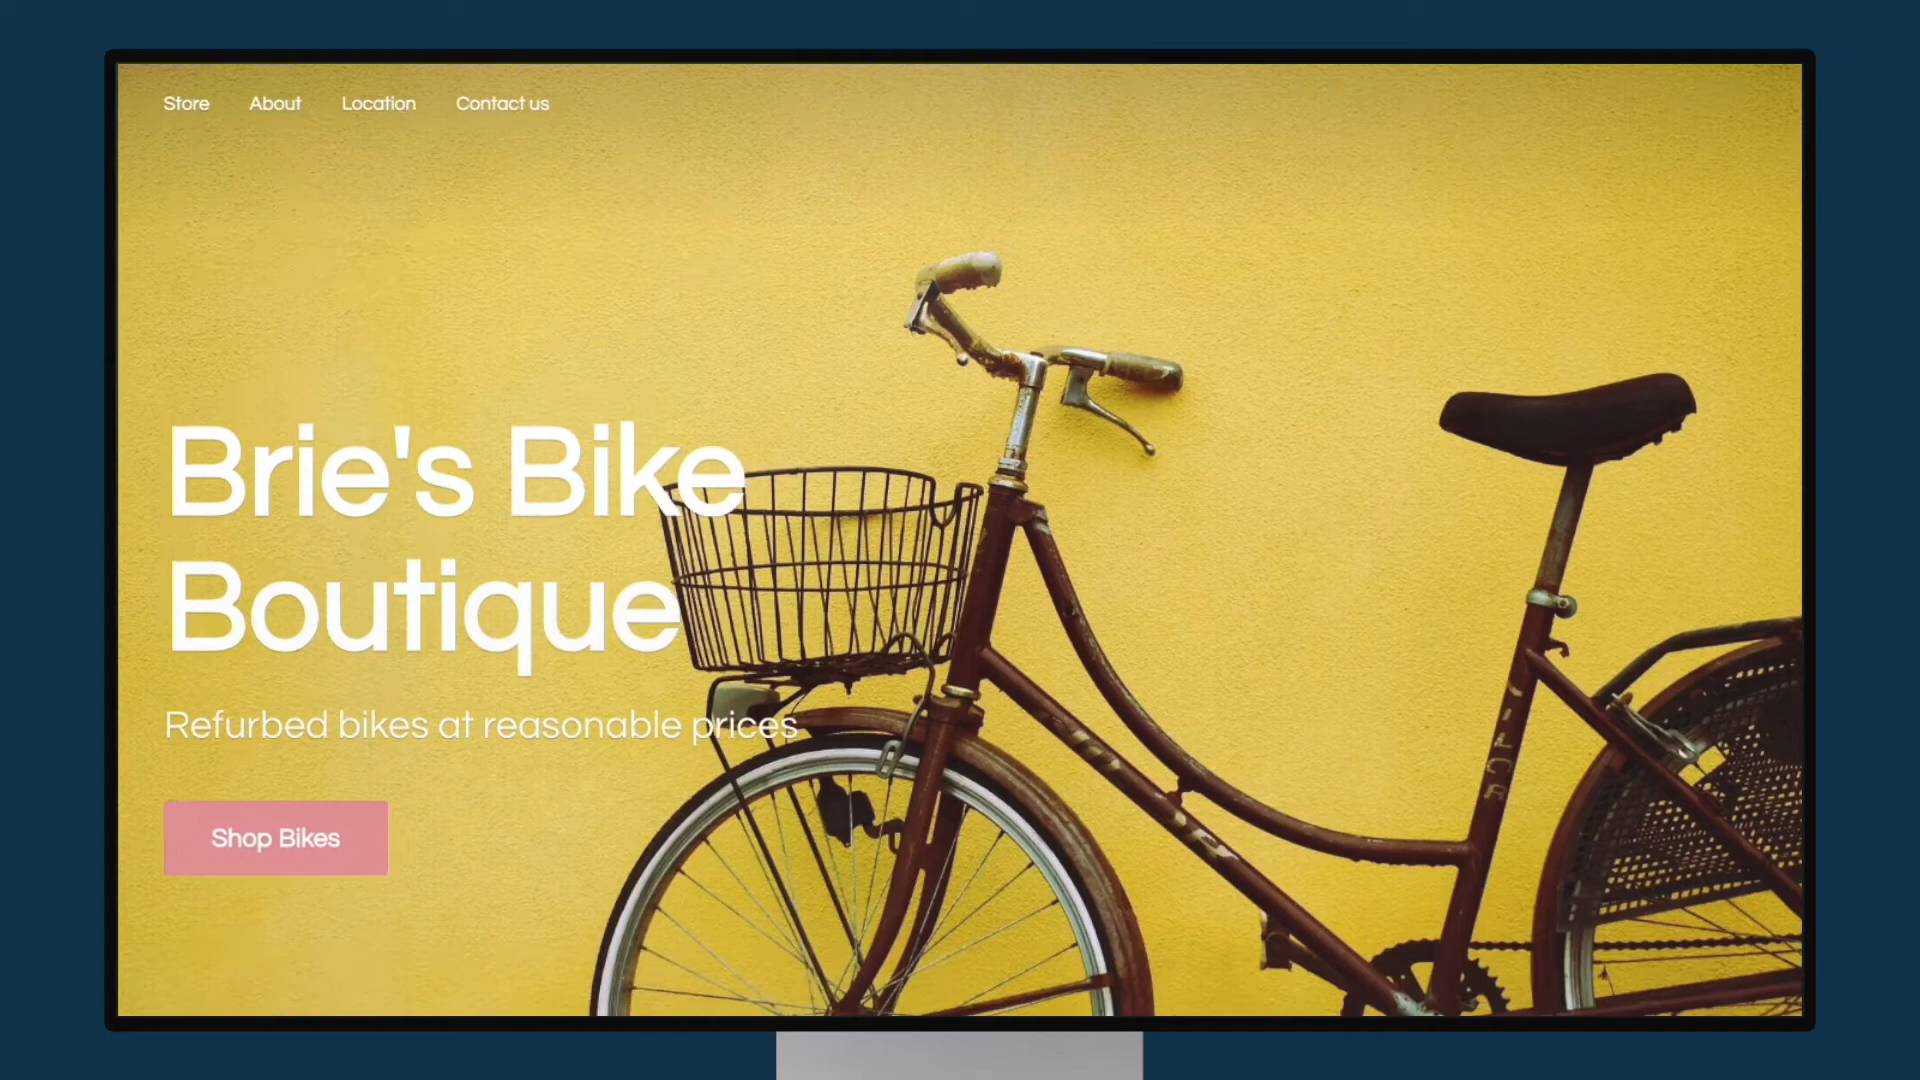 Store About Location Contact us
Brie's Bike
Boutique
Refurbed bikes at reasonable prices
Shop Bikes